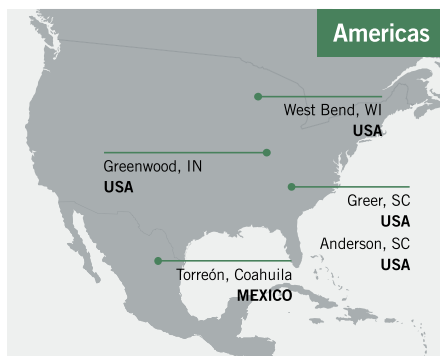 Americas
West Bend, WI
USA
Greenwood, IN
USA
Greer, SC
USA
Anderson, SC
USA
Torreón, Coahuila
MEXICO